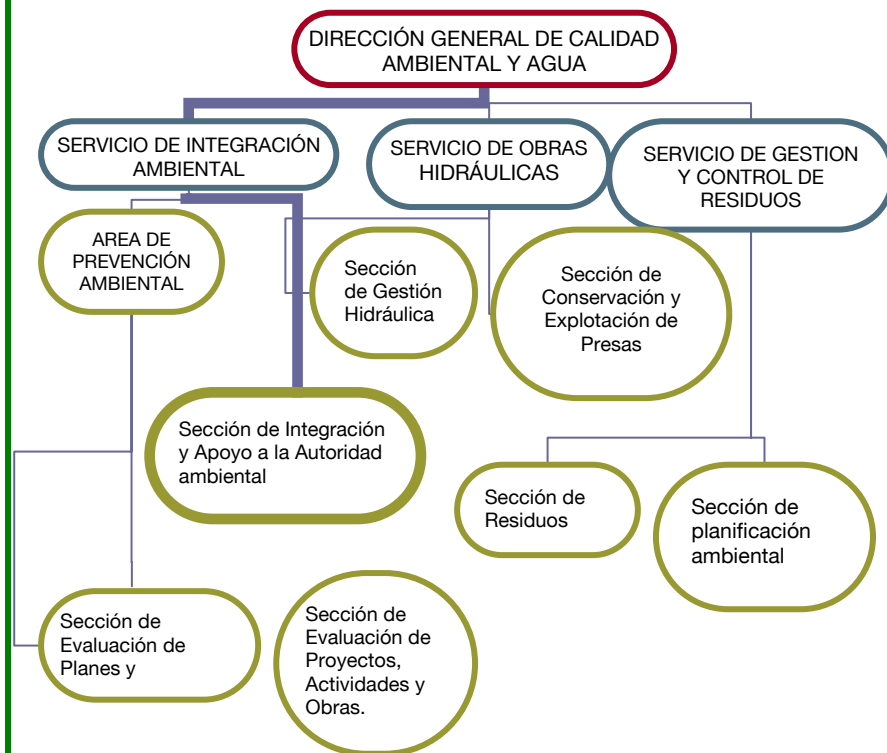 DIRECCIÓN GENERAL DE CALIDAD
AMBIENTAL Y AGUA
SERVICIO DE INTEGRACIÓN
AMBIENTAL
SERVICIO DE OBRAS
HIDRÁULICAS
SERVICIO DE GESTION
Y CONTROL DE
RESIDUOS
AREA DE
PREVENCIÓN
AMBIENTAL
Sección
de Gestión
Hidráulica
Sección de
Conservación y
Explotación de
Presas
Sección de Integración
y Apoyo a la Autoridad
ambiental
Sección de
Residuos
Sección de
planificación
ambiental
Sección de
Evaluación de
Planes y
Sección de
Evaluación de
Proyectos,
Actividades y
Obras.